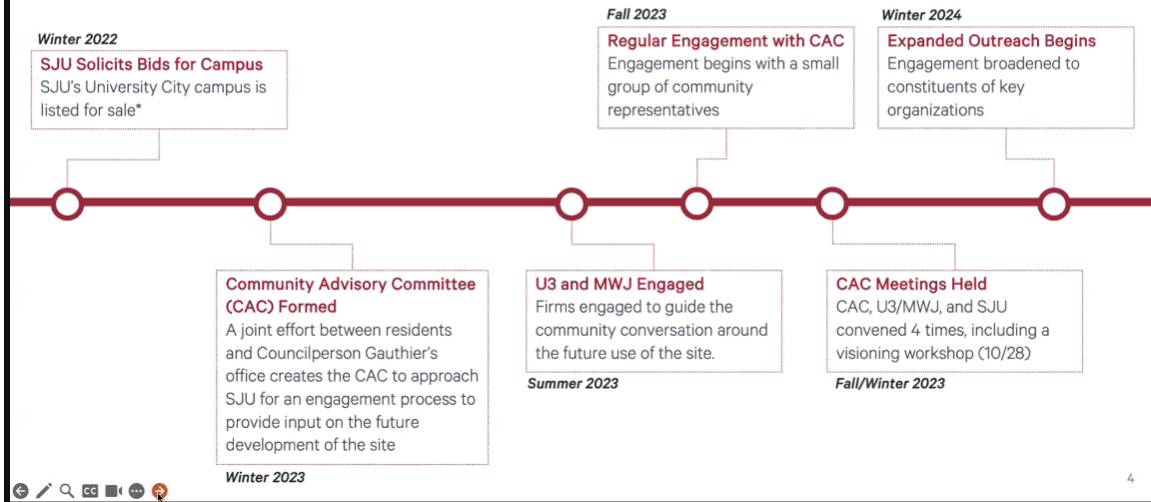 Winter 2022
SJU Solicits Bids for Campus
SJU's University City campus is
listed for sale*
Community Advisory Committee
(CAC) Formed
A joint effort between residents
and Councilperson Gauthier's
office creates the CAC to approach
SJU for an engagement process to
provide input on the future
development of the site
Winter 2023
U3 and MWJ Engaged
Firms engaged to guide the
community conversation around
the future use of the site.
Summer 2023
Fall 2023
Regular Engagement with CAC
Engagement begins with a small
group of community
representatives
CAC Meetings Held
CAC, U3/MWJ, and SJU
convened 4 times, including a
visioning workshop (10/28)
Fall/Winter 2023
Winter 2024
Expanded Outreach Begins
Engagement broadened to
constituents of key
organizations
CC
4